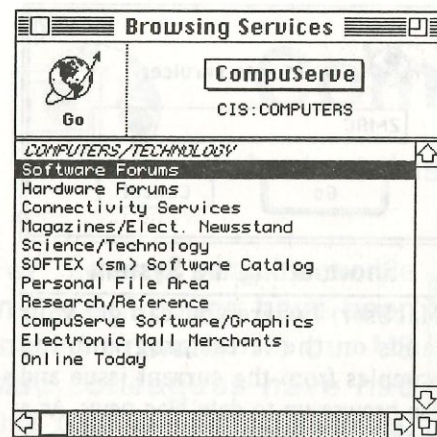 Browsing Services
CompuServe
Go
CIS:COMPUTERS
COMPUTERS/TECHNOLOGY
Software Forums
Hardware Forums
Connectivity Services
Magazines/Elect. Newsstand
Science/Technology
SOFTEX (sm) Software Catalog
Personal File Area
Research/Reference
CompuServe Software/Graphics
Electronic Mall Merchants
Online Today